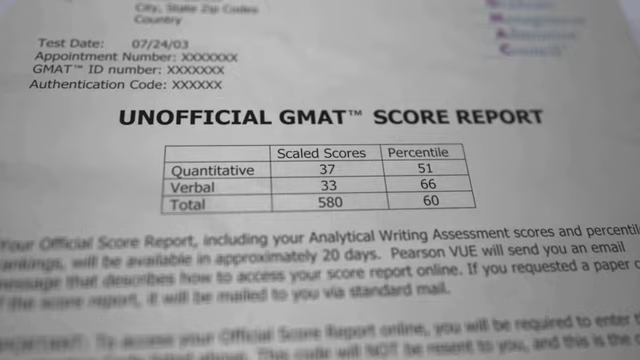 City, State Zip Codes
Country
Test Date: 07/24/03
Appointment Number: XXXXXXX
GMAT™ ID number: XXXXXXX
Authentication Code: XXXXXX
UNOFFICIAL GMAT™ SCORE REPORT
Scaled Scores Percentile
Quantitative 37 51
Verbal 33 66
Total 580 60
Your Official Score Report, including your Analytical Writing Assessment scores and percentil
rankings, will be available in approximately 20 days. Pearson VUE will send you an email
message that describes how to access your score report online. If you requested a paper c
of the score report, it will be mailed to you via standard mail.
To access your Official Score Report online, you will be required to enter t
This code will NOT be resent to you, and this is the